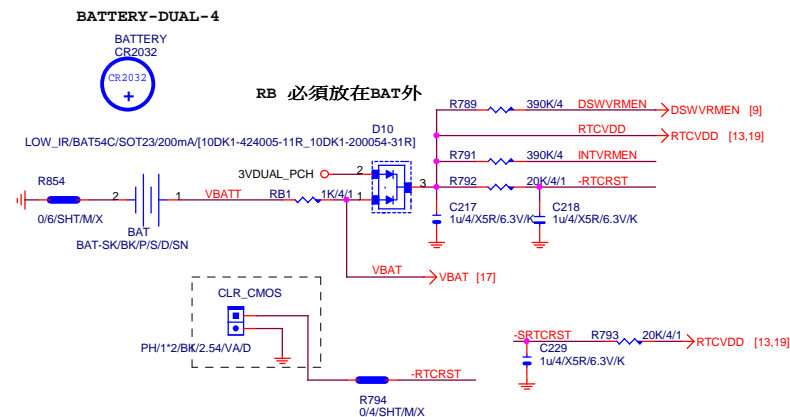 BATTERY-DUAL-4
BATTERY
CR2032
CR2032
+
RB 必須放在BAT外
D10
LOW_IR/BAT54C/SOT23/200mA/[10DK1-424005-11R_10DK1-200054-31R]
3VDUAL_PCH
2
1
3
R789 390K/4 DSWVRMEN DSWVRMEN [9]
RTCVDD RTCVDD [13,19]
R791 390K/4 INTVRMEN
R792 20K/4/1 -RTCRST
R854
0/6/SHT/M/X
2 1
BAT
BAT-SK/BK/P/S/D/SN
VBATT RB1 1K/4/1
C217
1u/4/X5R/6.3V/K
C218
1u/4/X5R/6.3V/K
VBAT VBAT [17]
CLR_CMOS
PH/1*2/BK/2.54/VA/D
-RTCRST
R794
0/4/SHT/M/X
-SRTCRST R793 20K/4/1 RTCVDD [13,19]
C229
1u/4/X5R/6.3V/K